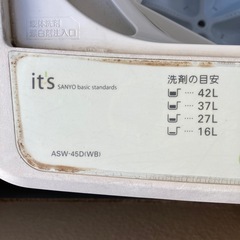 it's SANYO basic standards
洗剤の目安
···· 42L
···· 37L
···· 27L
···· 16L
ASW-45D(WB)